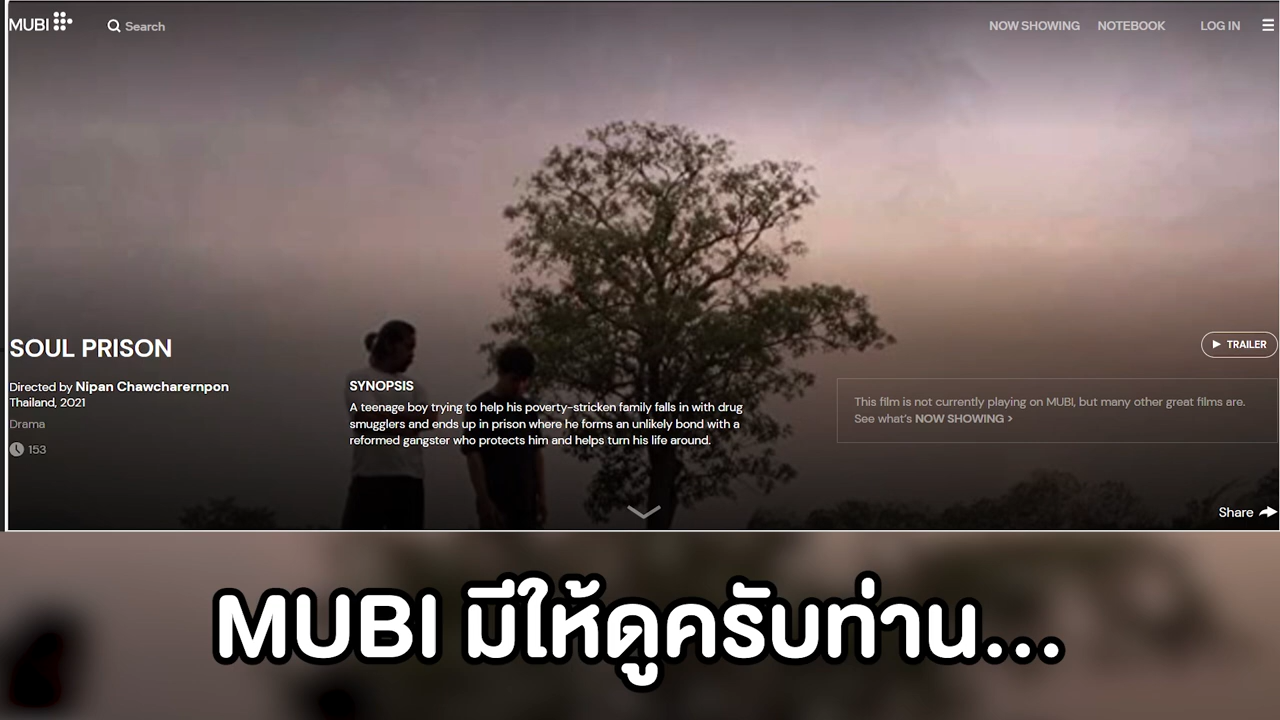 MUBI
Search
NOW SHOWING
NOTEBOOK
LOG IN
SOUL PRISON
Directed by Nipan Chawcharernpon
Thailand, 2021
Drama
153
SYNOPSIS
A teenage boy trying to help his poverty-stricken family falls in with drug
smugglers and ends up in prison where he forms an unlikely bond with a
reformed gangster who protects him and helps turn his life around.
TRAILER
This film is not currently playing on MUBI, but many other great films are.
See what's NOW SHOWING >
Share
MUBI มีให้ดูครับท่าน...